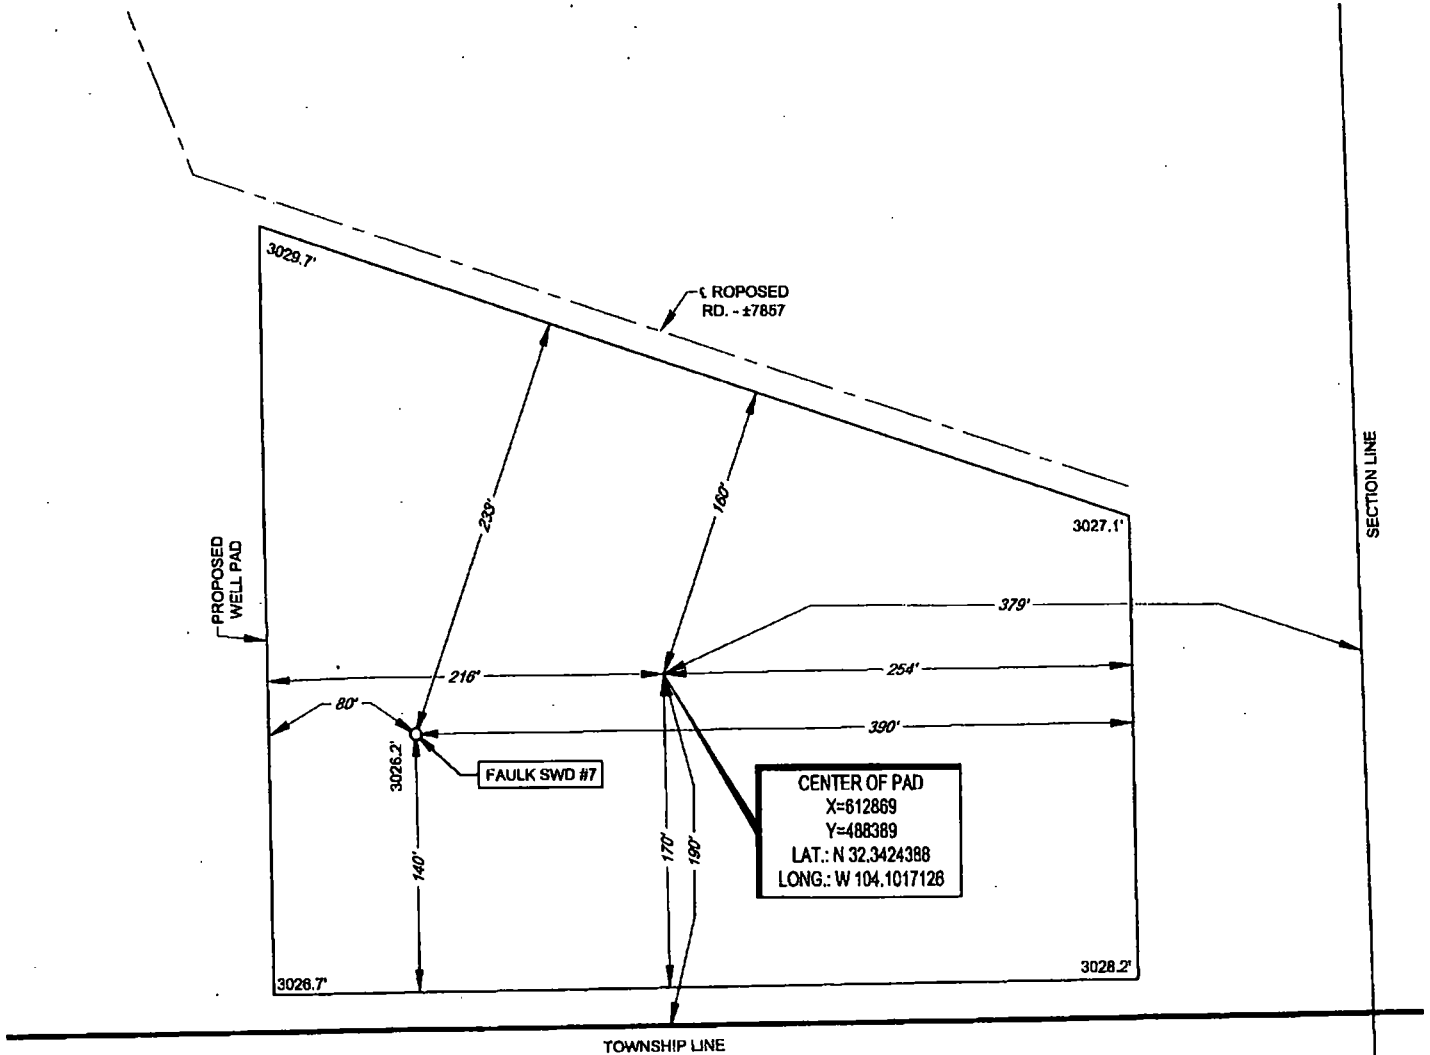 3029.7'
℄ ROPOSED
RD. - ±7857
233'
160'
3027.1'
SECTION LINE
PROPOSED
WELL PAD
379'
216'
254'
80'
390'
3026.2'
FAULK SWD #7
CENTER OF PAD
X=612869
Y=488389
LAT.: N 32.3424388
LONG.: W 104.1017126
140'
170'
190'
3026.7'
3028.2'
TOWNSHIP LINE